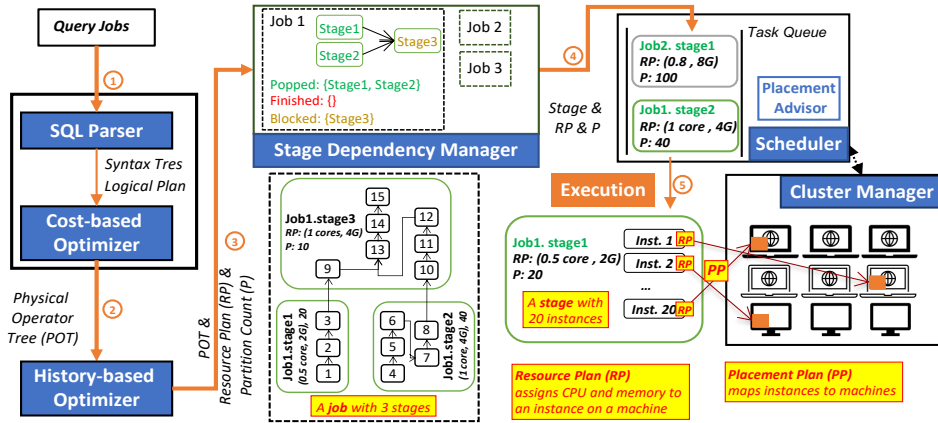 Query Jobs
1
SQL Parser
Syntax Tres
Logical Plan
Cost-based
Optimizer
Physical
Operator
Tree (POT)
2
History-based
Optimizer
3
POT &
Resource Plan (RP) &
Partition Count (P)
Job 1
Stage1
Stage2
Stage3
Job 2
Job 3
Popped: {Stage1, Stage2}
Finished: {}
Blocked: {Stage3}
Stage Dependency Manager
4
Stage &
RP & P
Job2. stage1
RP: (0.8 , 8G)
P: 100
Job1. stage2
RP: (1 core , 4G)
P: 40
Task Queue
Placement
Advisor
Scheduler
Job1.stage3
RP: (1 cores, 4G)
P: 10
15
14
13
12
11
10
9
Job1.stage1
(0.5 core, 2G), 20
3
2
1
6
5
4
8
7
Job1.stage2
(1 core, 4G), 40
A job with 3 stages
Execution
5
Job1. stage1
RP: (0.5 core , 2G)
P: 20
A stage with
20 instances
Inst. 1
RP
Inst. 2
RP
...
Inst. 20
RP
PP
Cluster Manager
Resource Plan (RP)
assigns CPU and memory to
an instance on a machine
Placement Plan (PP)
maps instances to machines